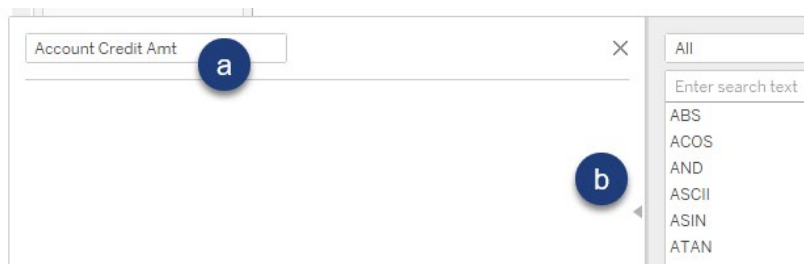 Account Credit Amt
a
All
Enter search text
ABS
ACOS
AND
b
ASCII
ASIN
ATAN